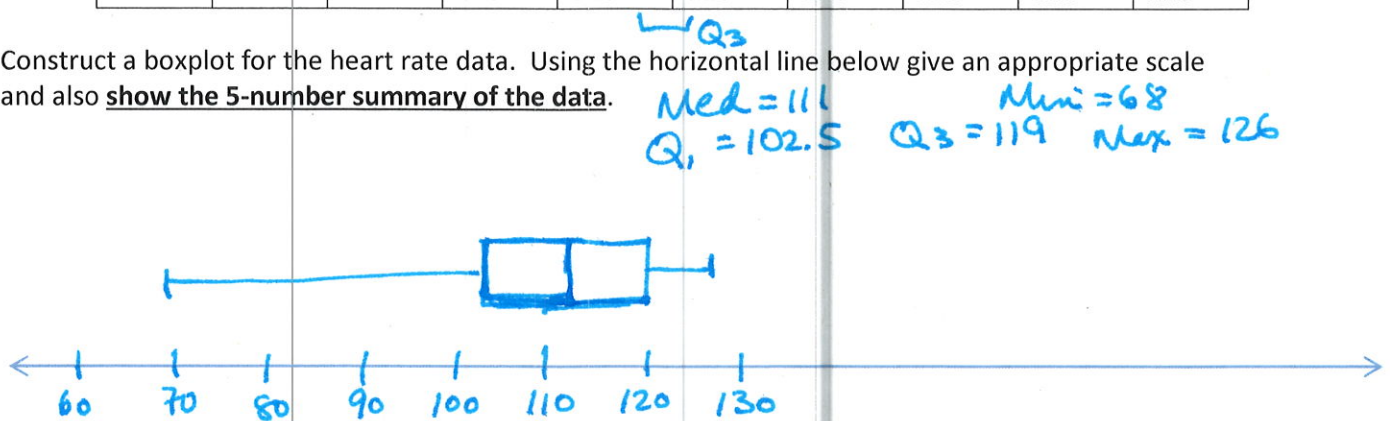 Q3
Construct a boxplot for the heart rate data. Using the horizontal line below give an appropriate scale
and also show the 5-number summary of the data. Med = 111 Min = 68
Q1 = 102.5 Q3 = 119 Max = 126
60 70 80 90 100 110 120 130